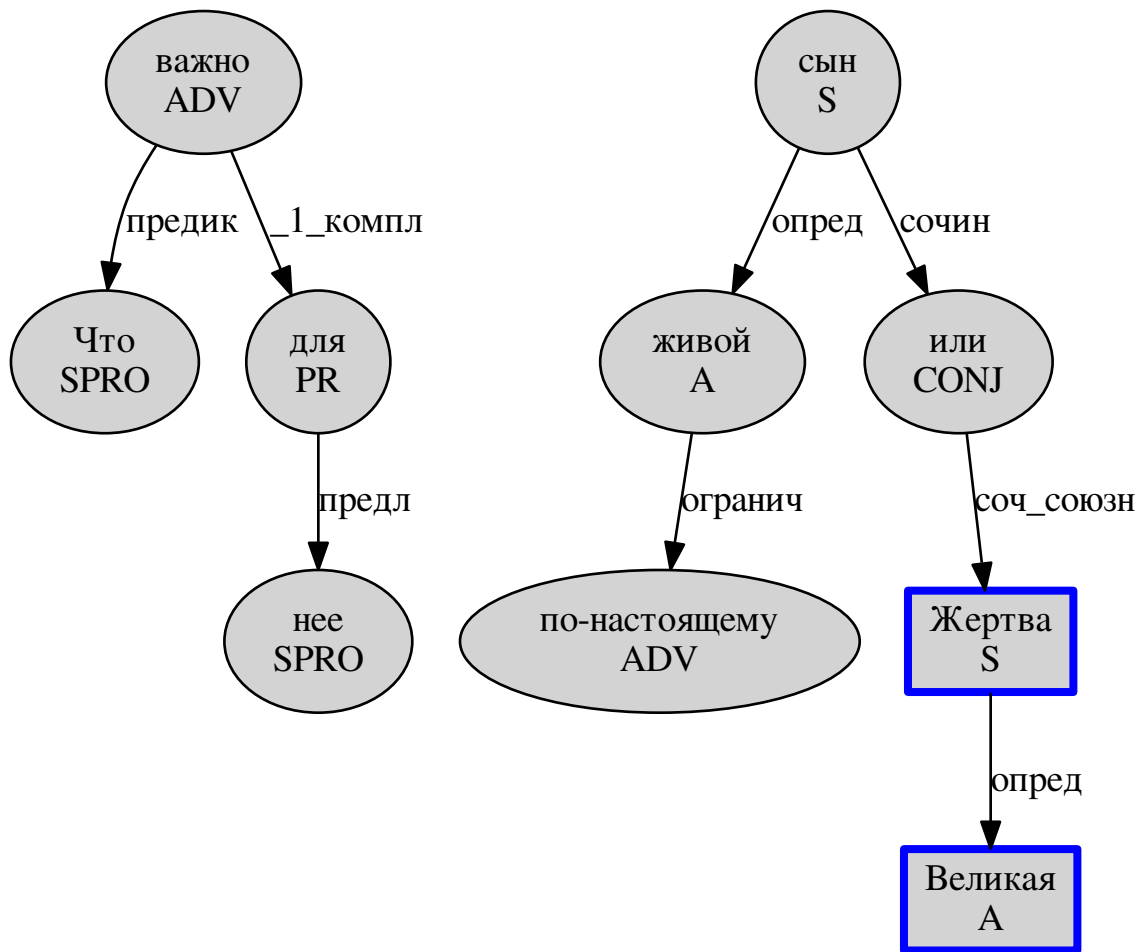 важно
ADV
сын
S
предик
_1_компл
опред
сочин
Что
SPRO
для
PR
живой
A
или
CONJ
предл
огранич
соч_союзн
нее
SPRO
по-настоящему
ADV
Жертва
S
опред
Великая
A